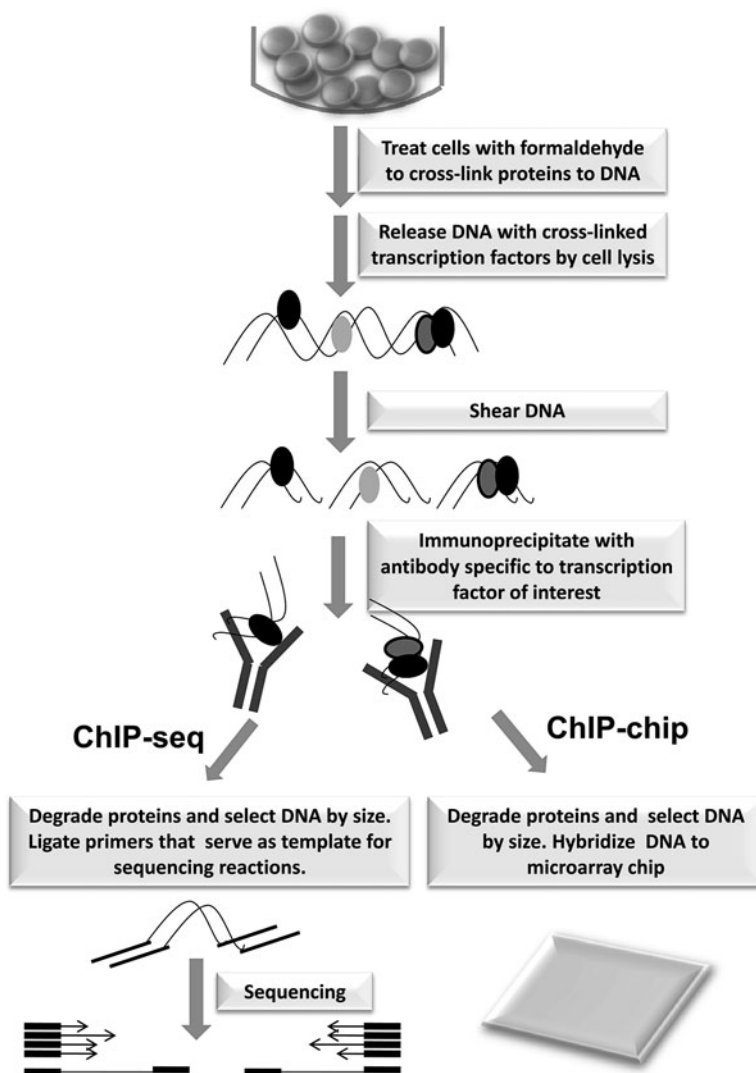 Treat cells with formaldehyde
to cross-link proteins to DNA
Release DNA with cross-linked
transcription factors by cell lysis
Shear DNA
Immunoprecipitate with
antibody specific to transcription
factor of interest
ChIP-seq
ChIP-chip
Degrade proteins and select DNA by size.
Ligate primers that serve as template for
sequencing reactions.
Degrade proteins and select DNA
by size. Hybridize DNA to
microarray chip
Sequencing